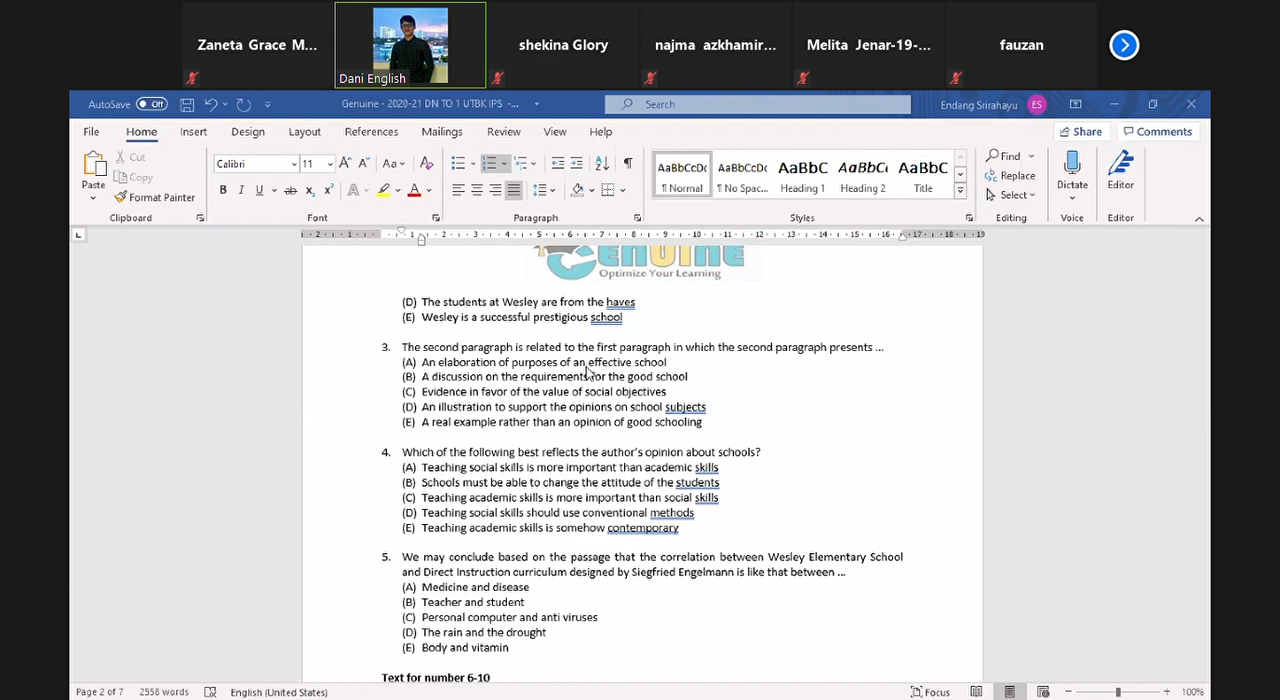 Zaneta Grace M...
Dani English
shekina Glory
najma azkhamir...
Melita Jenar-19-...
fauzan
AutoSave Off
Genuine - 2020-21 DN TO 1 UTBK IPS -...
Search
Endang Srirahayu ES
File Home Insert Design Layout References Mailings Review View Help
Share Comments
Paste
Cut
Copy
Format Painter
Clipboard
Calibri 11
Font
Paragraph
AaBbCcDc AaBbCcDc AaBbC AaBbCc AaBbC
¶ Normal ¶ No Spac... Heading 1 Heading 2 Title
Styles
Find
Replace
Select
Editing
Dictate
Voice
Editor
Editor
Genuine
Optimize Your Learning
(D) The students at Wesley are from the haves
(E) Wesley is a successful prestigious school
3. The second paragraph is related to the first paragraph in which the second paragraph presents ...
(A) An elaboration of purposes of an effective school
(B) A discussion on the requirements for the good school
(C) Evidence in favor of the value of social objectives
(D) An illustration to support the opinions on school subjects
(E) A real example rather than an opinion of good schooling
4. Which of the following best reflects the author's opinion about schools?
(A) Teaching social skills is more important than academic skills
(B) Schools must be able to change the attitude of the students
(C) Teaching academic skills is more important than social skills
(D) Teaching social skills should use conventional methods
(E) Teaching academic skills is somehow contemporary
5. We may conclude based on the passage that the correlation between Wesley Elementary School
and Direct Instruction curriculum designed by Siegfried Engelmann is like that between ...
(A) Medicine and disease
(B) Teacher and student
(C) Personal computer and anti viruses
(D) The rain and the drought
(E) Body and vitamin
Text for number 6-10
Page 2 of 7 2558 words English (United States) Focus 100%